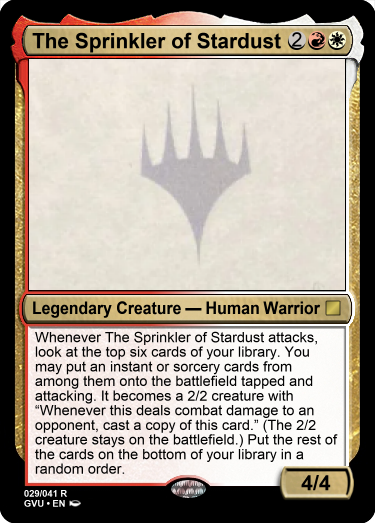 The Sprinkler of Stardust 2
Legendary Creature — Human Warrior
Whenever The Sprinkler of Stardust attacks,
look at the top six cards of your library. You
may put an instant or sorcery cards from
among them onto the battlefield tapped and
attacking. It becomes a 2/2 creature with
“Whenever this deals combat damage to an
opponent, cast a copy of this card.” (The 2/2
creature stays on the battlefield.) Put the rest of
the cards on the bottom of your library in a
random order.
4/4
029/041 R
GVU • EN